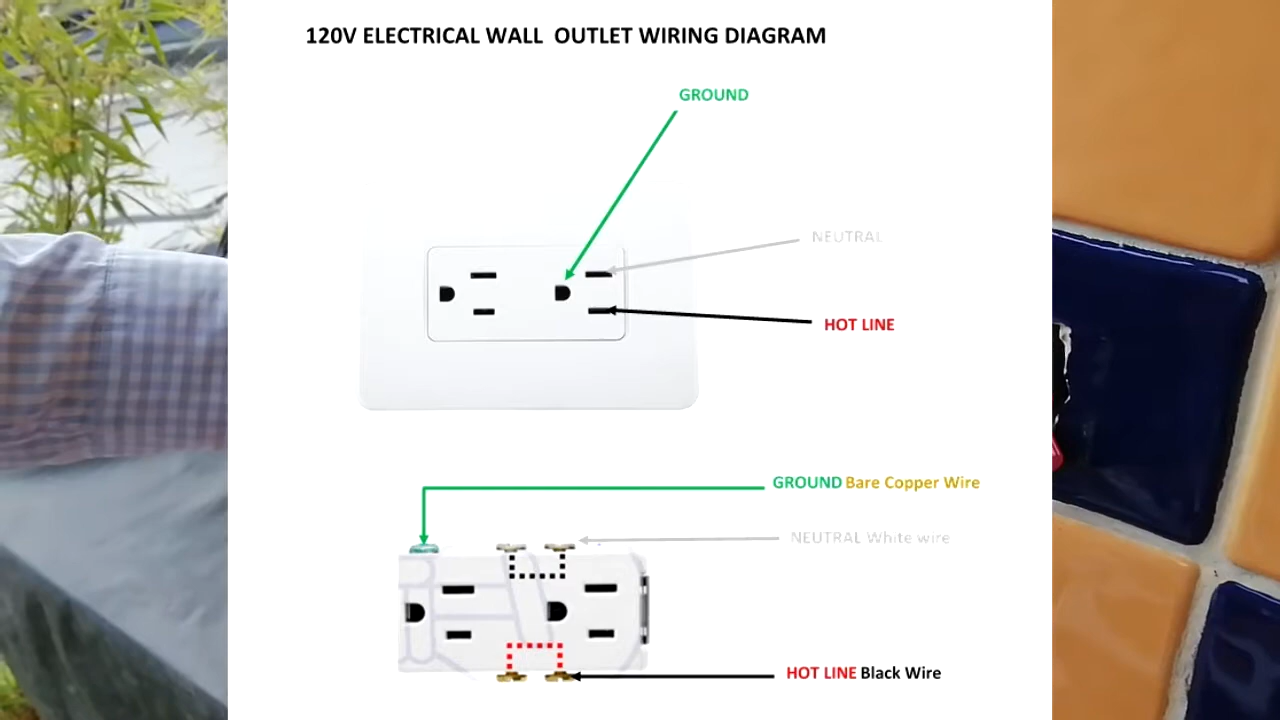 120V ELECTRICAL WALL OUTLET WIRING DIAGRAM
GROUND
NEUTRAL
HOT LINE
GROUND Bare Copper Wire
NEUTRAL White wire
HOT LINE Black Wire